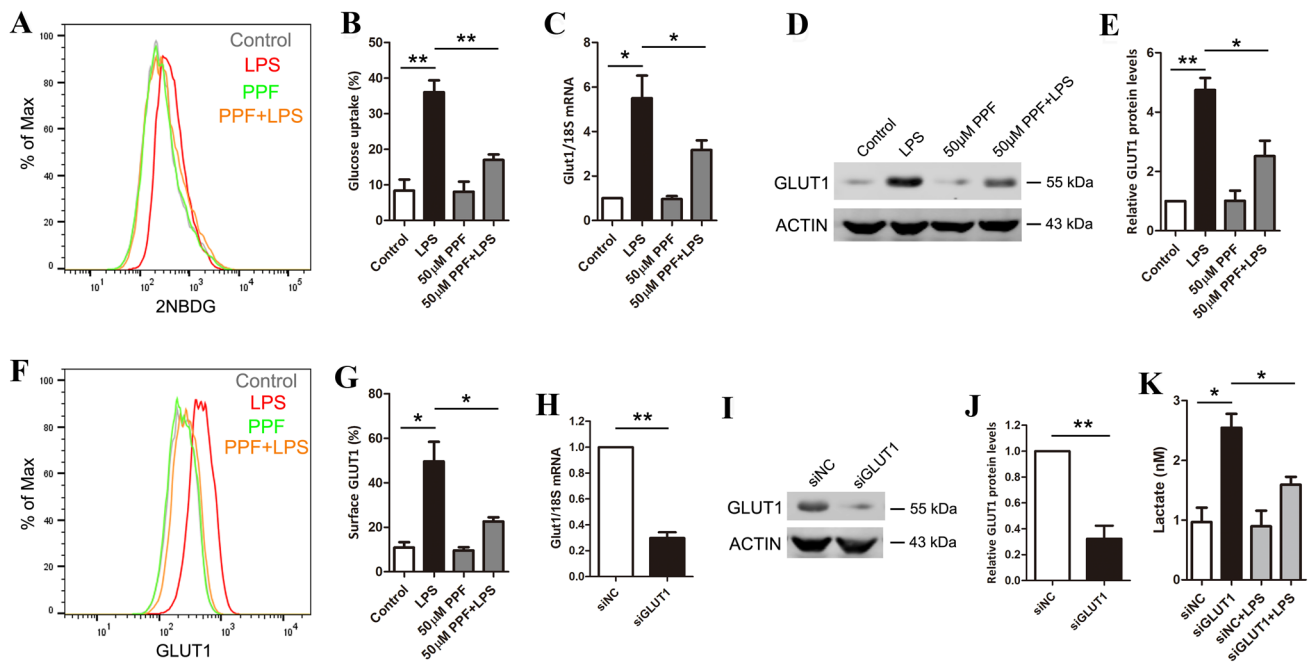 A
% of Max
100
80
60
40
20
0
Control
LPS
PPF
PPF+LPS
10¹ 10² 10³ 10⁴ 10⁵
2NBDG
B
Glucose uptake (%)
50
40
30
20
10
0
** **
Control
LPS
50μM PPF
50μM PPF+LPS
C
Glut1/18S mRNA
8
6
4
2
0
* *
Control
LPS
50μM PPF
50μM PPF+LPS
D
Control LPS 50μM PPF 50μM PPF+LPS
GLUT1 55 kDa
ACTIN 43 kDa
E
Relative GLUT1 protein levels
6
4
2
0
** *
Control
LPS
50μM PPF
50μM PPF+LPS
F
% of Max
100
80
60
40
20
0
Control
LPS
PPF
PPF+LPS
10¹ 10² 10³ 10⁴
GLUT1
G
Surface GLUT1 (%)
80
60
40
20
0
* *
Control
LPS
50μM PPF
50μM PPF+LPS
H
Glut1/18S mRNA
1.2
1.0
0.8
0.6
0.4
0.2
0.0
**
siNC
siGLUT1
I
siNC siGLUT1
GLUT1 55 kDa
ACTIN 43 kDa
J
Relative GLUT1 protein levels
1.2
1.0
0.8
0.6
0.4
0.2
0.0
**
siNC
siGLUT1
K
Lactate (nM)
3
2
1
0
* *
siNC
siGLUT1
siNC+LPS
siGLUT1+LPS